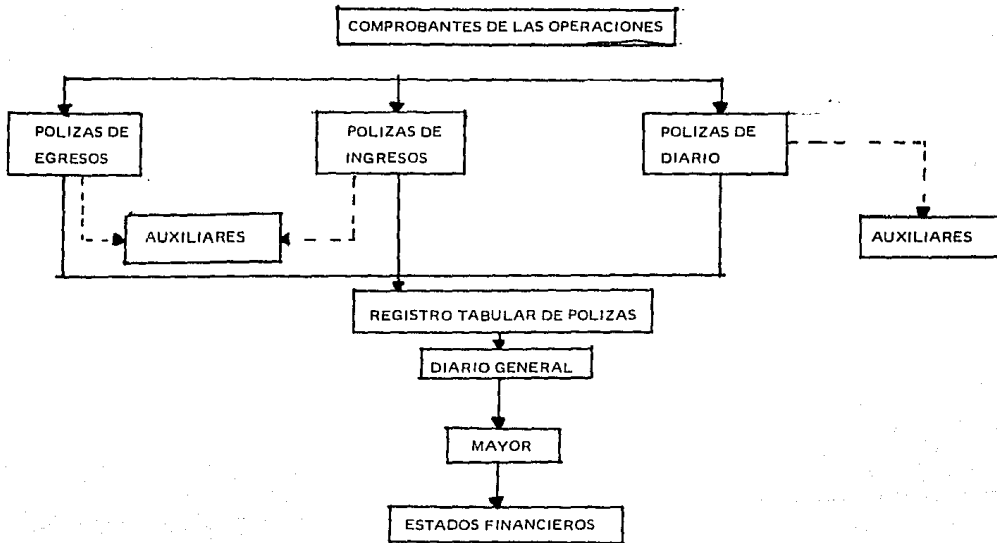 COMPROBANTES DE LAS OPERACIONES
POLIZAS DE
EGRESOS
POLIZAS DE
INGRESOS
POLIZAS DE
DIARIO
AUXILIARES
AUXILIARES
REGISTRO TABULAR DE POLIZAS
DIARIO GENERAL
MAYOR
ESTADOS FINANCIEROS